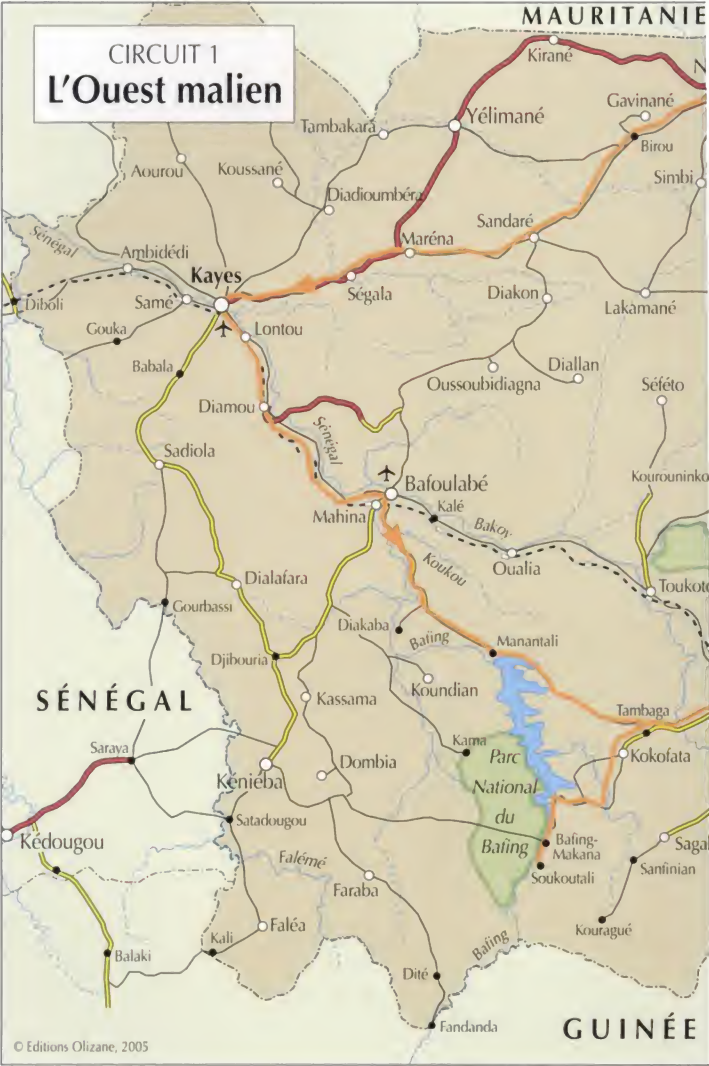 MAURITANIE
CIRCUIT 1
L'Ouest malien
Kirané
N
Gavinané
Tambakara
Yélimané
Birou
Aourou
Koussané
Simbi
Diadioumbéra
Sandaré
Sénégal
Maréna
Ambidédi
Kayes
Ségala
Diakon
Lakamané
Diboli
Samé
Gouka
Lontou
Babala
Oussoubidiagna
Diallan
Séféto
Diamou
Sénégal
Sadiola
Kourouninko
Bafoulabé
Mahina
Kalé
Bakoy
Koukou
Oualia
Dialafara
Toukoto
Gourbassi
Diakaba
Bafing
Manantali
Djibouria
Koundian
SÉNÉGAL
Kassama
Tambaga
Saraya
Kama
Parc
National
du
Bafing
Kokofata
Dombia
Kéniéba
Satadougou
Kédougou
Bafing-
Makana
Sagal
Santinian
Falémé
Soukoutali
Faraba
Kouragué
Faléa
Kali
Bafing
Balaki
Dité
Fandanda
GUINÉE
© Editions Olizane, 2005